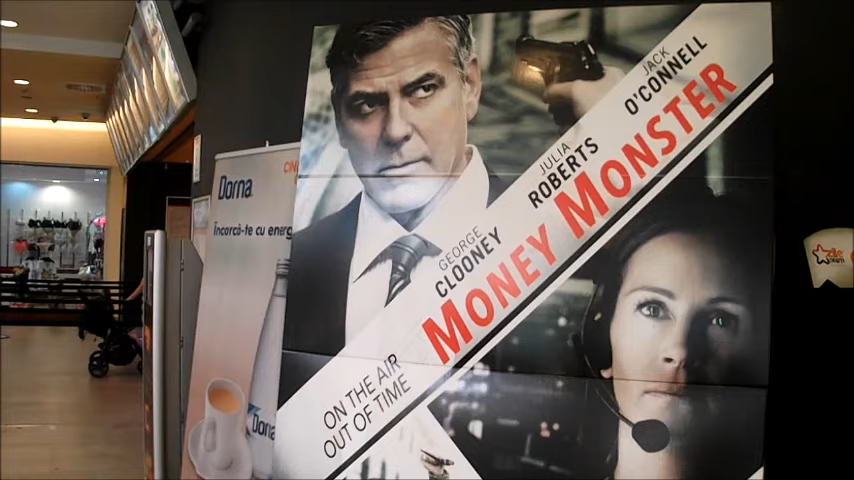 JACK
O'CONNELL
JULIA
ROBERTS
GEORGE
CLOONEY
MONEY MONSTER
ON THE AIR
OUT OF TIME
Dorna
Încorcă-te cu energ
Dorna